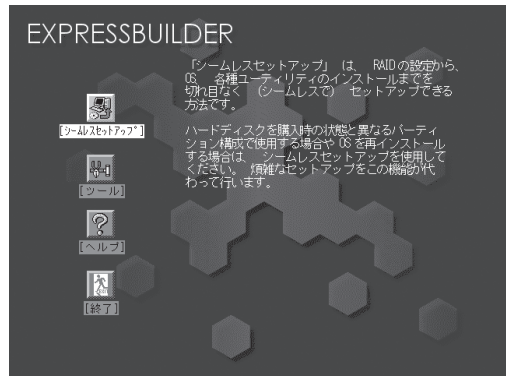 EXPRESSBUILDER
「シームレスセットアップ」 は、 RAIDの設定から、
OS、 各種ユーティリティのインストールまでを
切れ目なく (シームレスで) セットアップできる
方法です。
ハードディスクを購入時の状態と異なるパーティ
ション構成で使用する場合や OSを再インストール
する場合は、 シームレスセットアップを使用して
ください。 煩雑なセットアップをこの機能が代
わって行います。
[シームレスセットアップ]
[ツール]
[ヘルプ]
[終了]